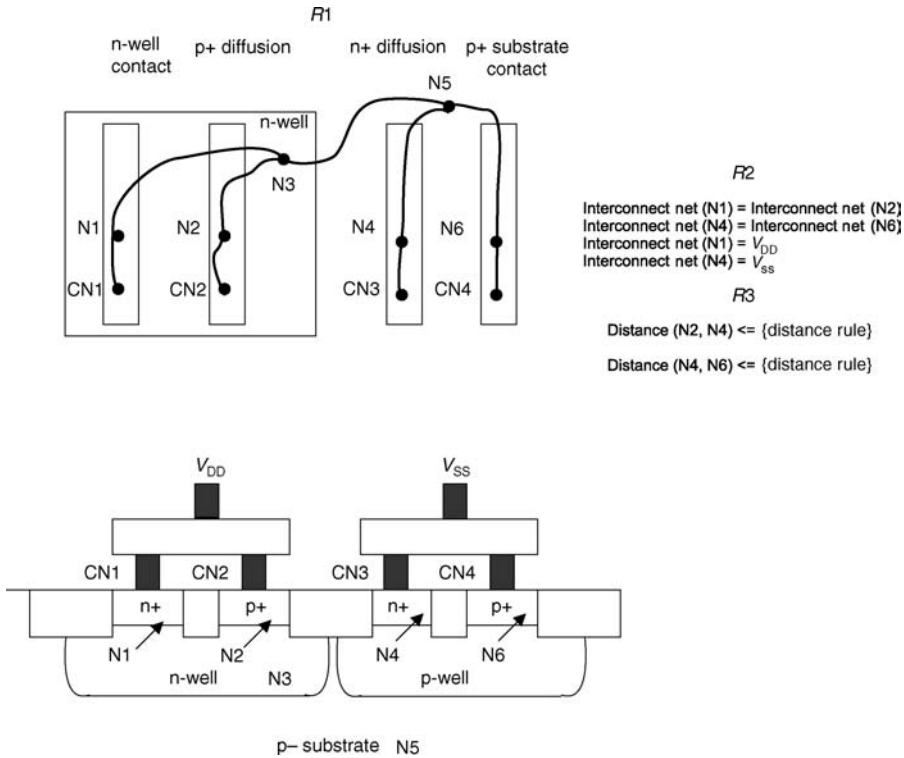 R1
n-well
contact
p+ diffusion
n+ diffusion
p+ substrate
contact
N5
n-well
N3
N1
N2
N4
N6
CN1
CN2
CN3
CN4
R2
Interconnect net (N1) = Interconnect net (N2)
Interconnect net (N4) = Interconnect net (N6)
Interconnect net (N1) = VDD
Interconnect net (N4) = Vss
R3
Distance (N2, N4) <= {distance rule}
Distance (N4, N6) <= {distance rule}
VDD
VSS
CN1
CN2
CN3
CN4
n+
p+
n+
p+
N1
N2
N4
N6
n-well
N3
p-well
p– substrate N5